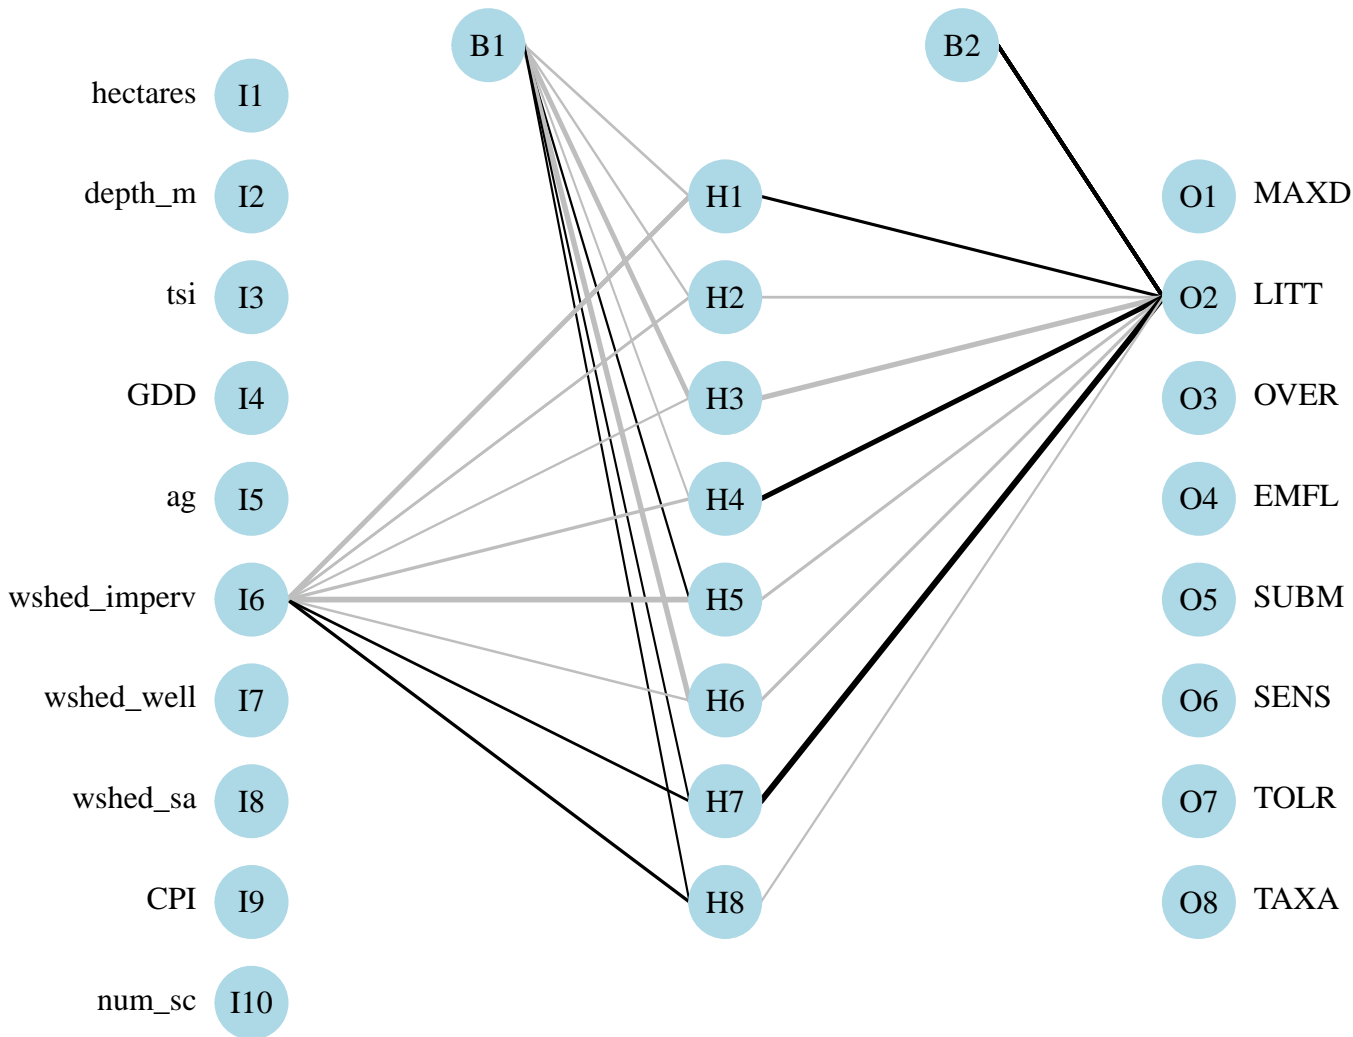 B1 B2
hectares I1
depth_m I2 H1 O1 MAXD
tsi I3 H2 O2 LITT
GDD I4 H3 O3 OVER
ag I5 H4 O4 EMFL
wshed_imperv I6 H5 O5 SUBM
wshed_well I7 H6 O6 SENS
wshed_sa I8 H7 O7 TOLR
CPI I9 H8 O8 TAXA
num_sc I10